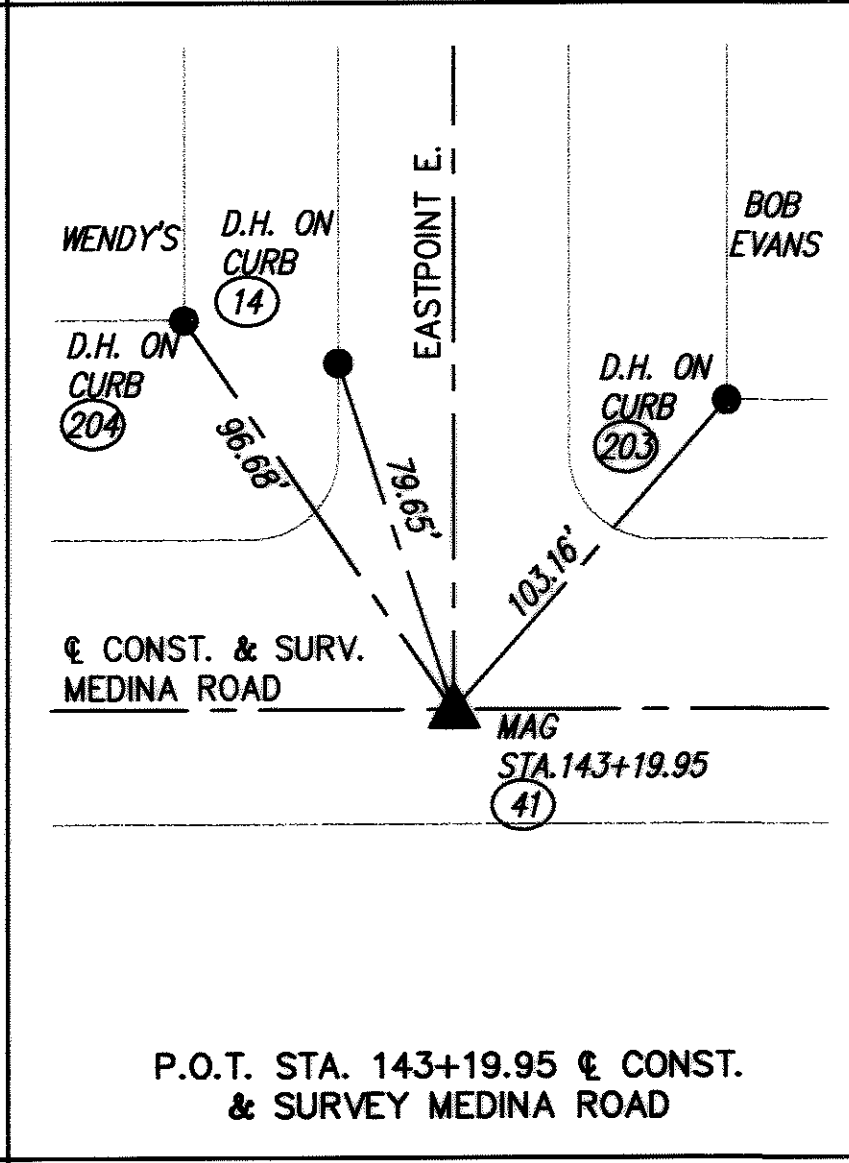 WENDY'S
D.H. ON
CURB
14
EASTPOINT E.
BOB
EVANS
D.H. ON
CURB
204
D.H. ON
CURB
203
96.68'
79.65'
103.16'
℄ CONST. & SURV.
MEDINA ROAD
MAG
STA.143+19.95
41
P.O.T. STA. 143+19.95 ℄ CONST.
& SURVEY MEDINA ROAD